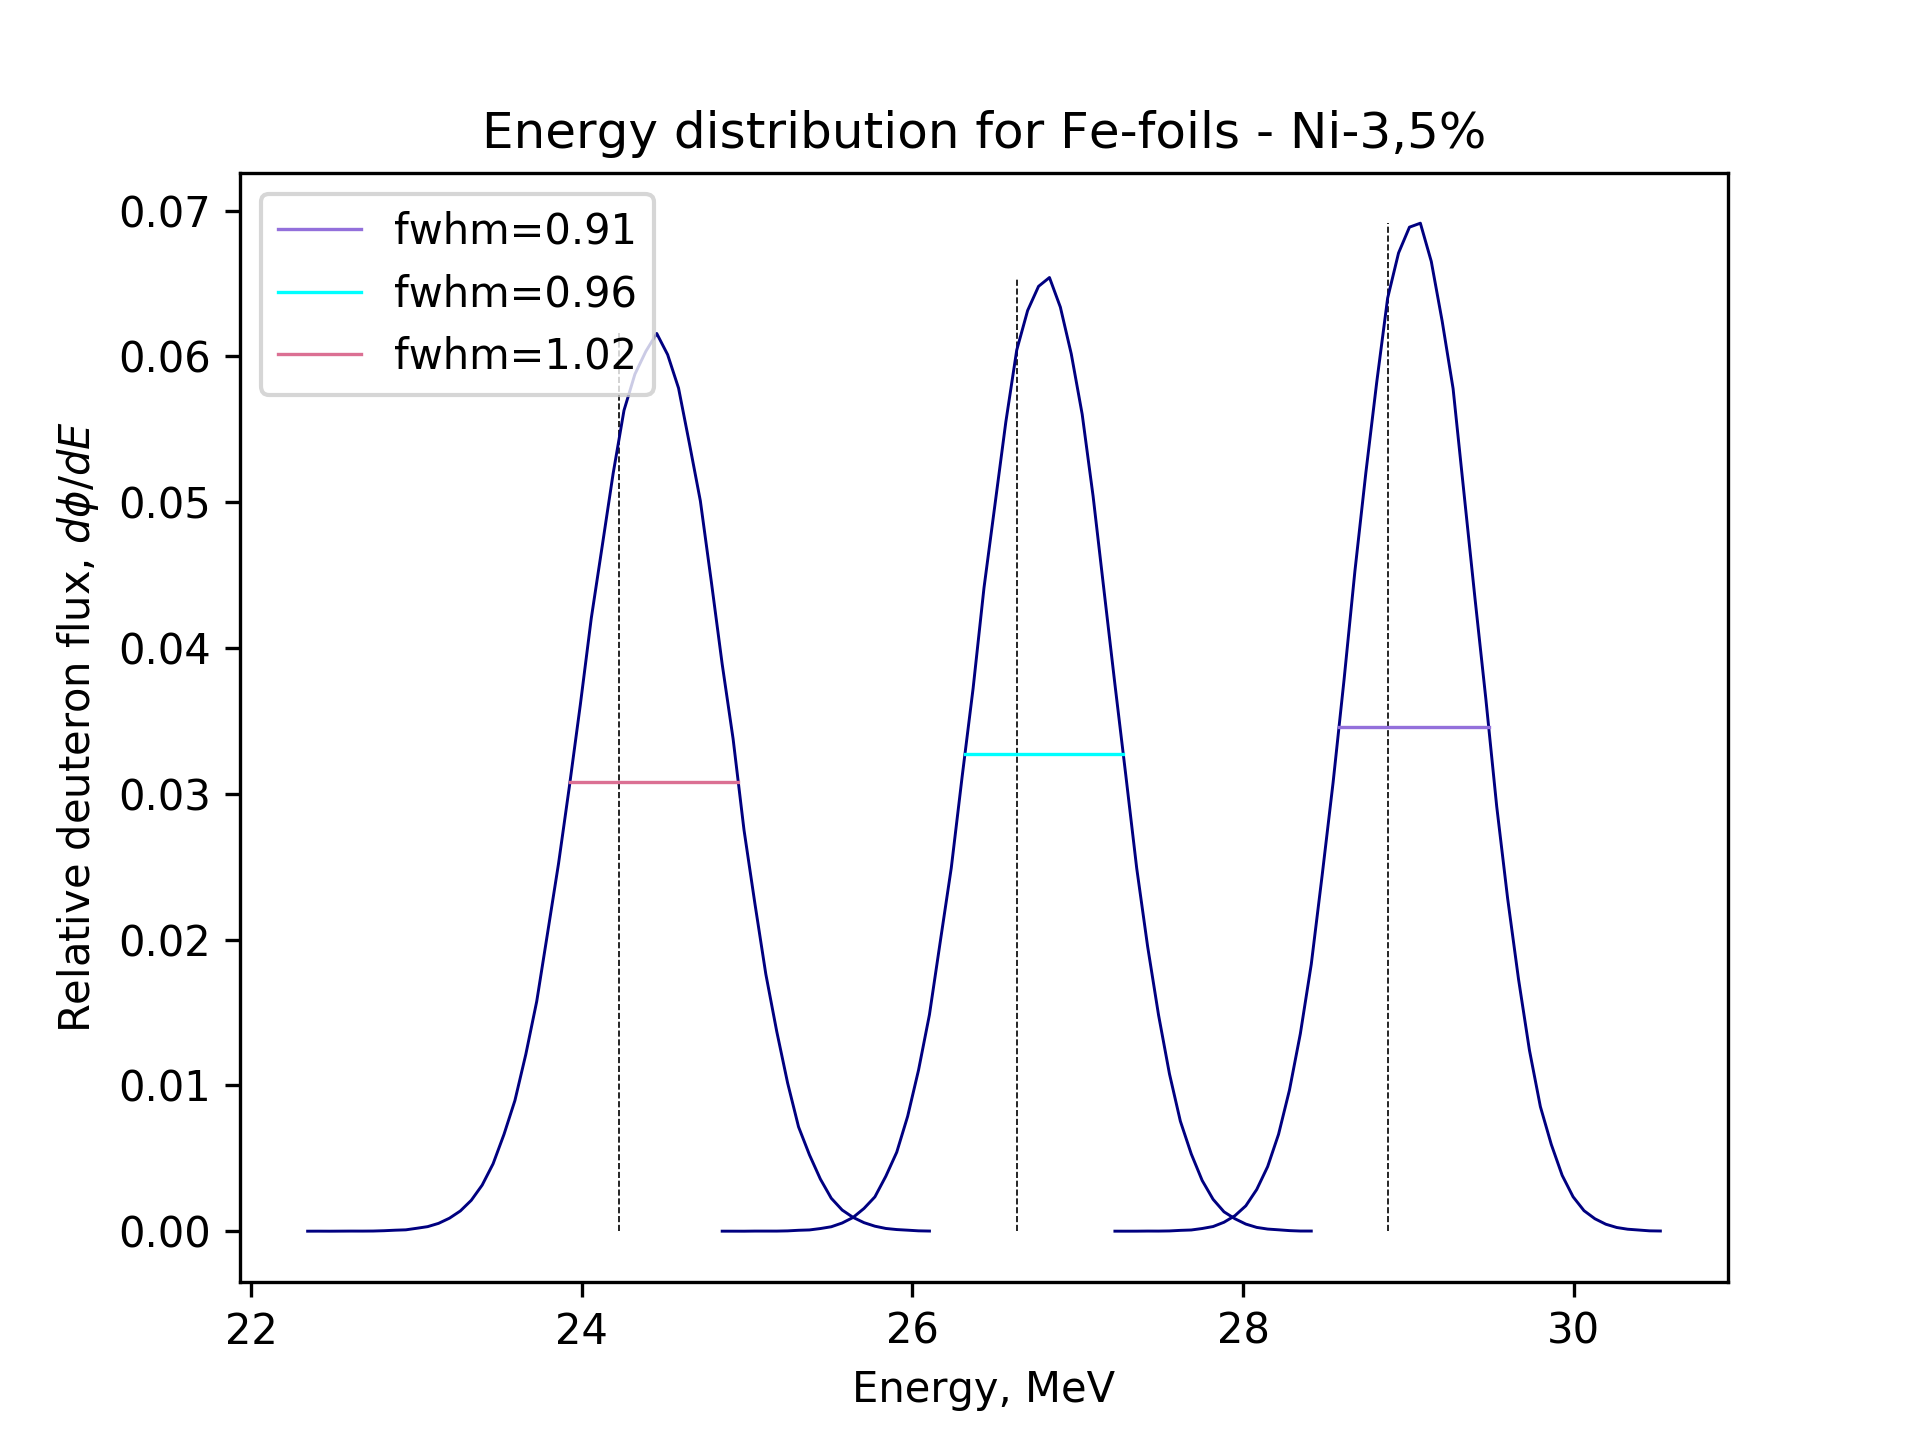 Energy distribution for Fe-foils - Ni-3,5%
fwhm=0.91
fwhm=0.96
fwhm=1.02
Relative deuteron flux, dϕ/dE
0.07
0.06
0.05
0.04
0.03
0.02
0.01
0.00
22 24 26 28 30
Energy, MeV